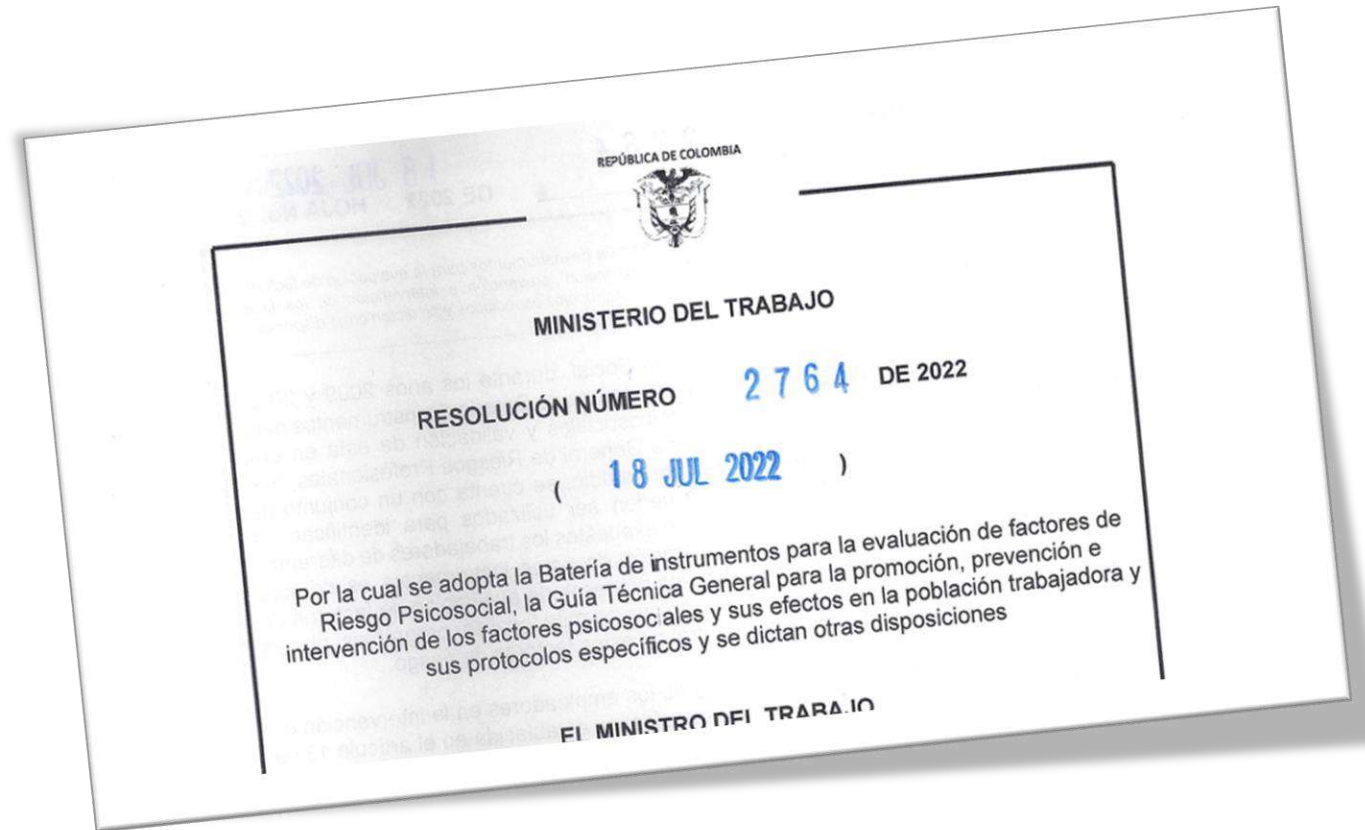 REPÚBLICA DE COLOMBIA
MINISTERIO DEL TRABAJO
RESOLUCIÓN NÚMERO 2764 DE 2022
( 18 JUL 2022 )
Por la cual se adopta la Batería de instrumentos para la evaluación de factores de
Riesgo Psicosocial, la Guía Técnica General para la promoción, prevención e
intervención de los factores psicosociales y sus efectos en la población trabajadora y
sus protocolos específicos y se dictan otras disposiciones
EL MINISTRO DEL TRABAJO